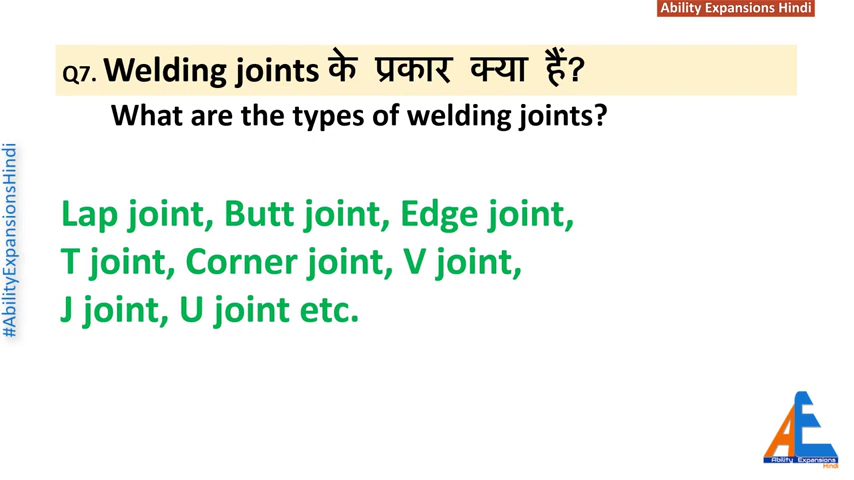 Ability Expansions Hindi
Q7. Welding joints के प्रकार क्या हैं?
What are the types of welding joints?
#AbilityExpansionsHindi
Lap joint, Butt joint, Edge joint,
T joint, Corner joint, V joint,
J joint, U joint etc.
AE
Ability Expansions
Hindi